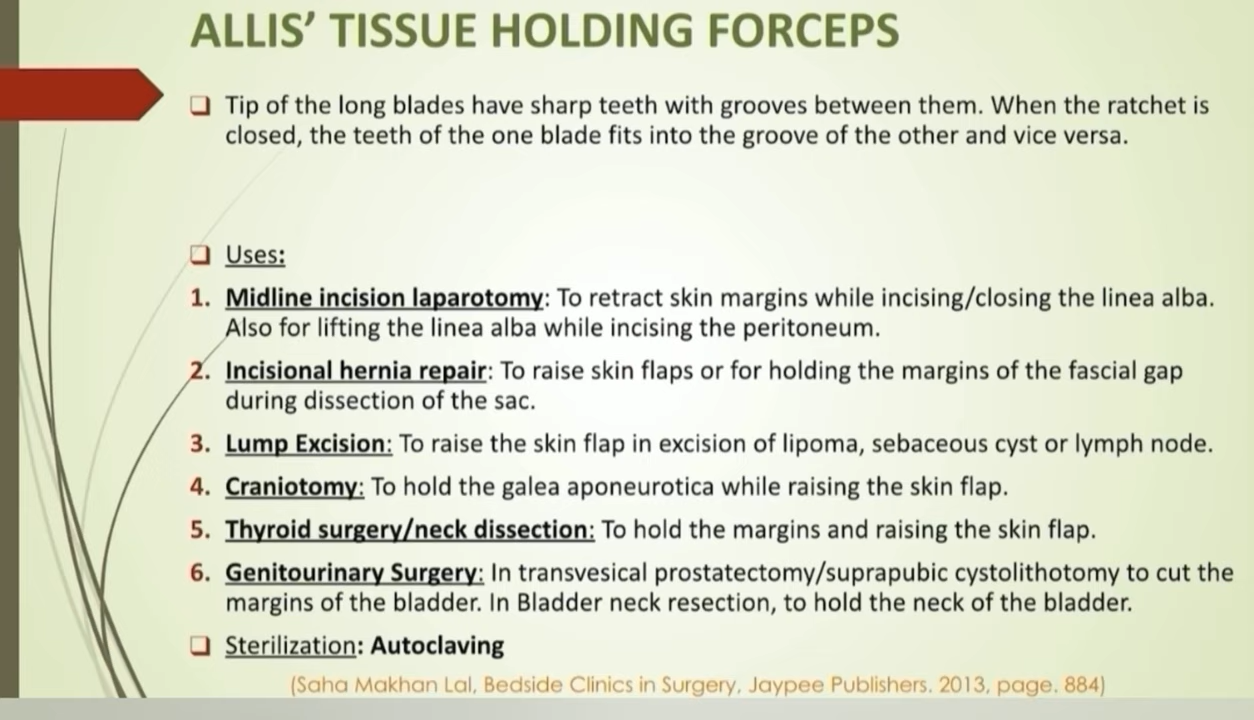 ALLIS’ TISSUE HOLDING FORCEPS
❑ Tip of the long blades have sharp teeth with grooves between them. When the ratchet is
closed, the teeth of the one blade fits into the groove of the other and vice versa.
❑ Uses:
1. Midline incision laparotomy: To retract skin margins while incising/closing the linea alba.
Also for lifting the linea alba while incising the peritoneum.
2. Incisional hernia repair: To raise skin flaps or for holding the margins of the fascial gap
during dissection of the sac.
3. Lump Excision: To raise the skin flap in excision of lipoma, sebaceous cyst or lymph node.
4. Craniotomy: To hold the galea aponeurotica while raising the skin flap.
5. Thyroid surgery/neck dissection: To hold the margins and raising the skin flap.
6. Genitourinary Surgery: In transvesical prostatectomy/suprapubic cystolithotomy to cut the
margins of the bladder. In Bladder neck resection, to hold the neck of the bladder.
❑ Sterilization: Autoclaving
(Saha Makhan Lal, Bedside Clinics in Surgery, Jaypee Publishers. 2013, page. 884)